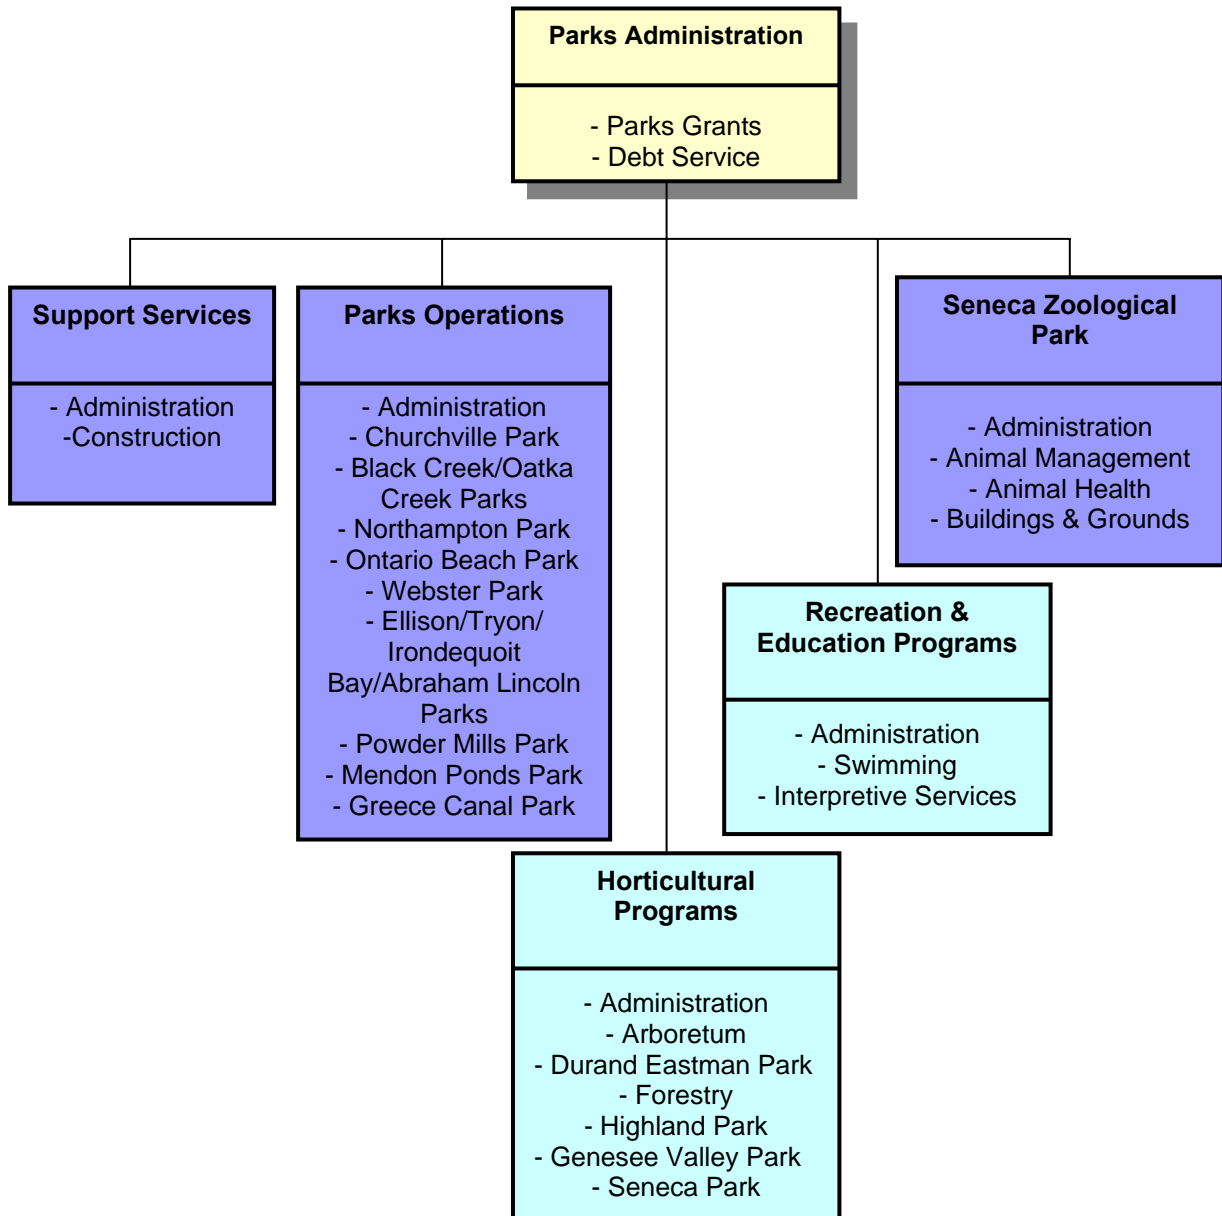 Parks Administration
- Parks Grants
- Debt Service
Support Services
- Administration
-Construction
Parks Operations
- Administration
- Churchville Park
- Black Creek/Oatka
Creek Parks
- Northampton Park
- Ontario Beach Park
- Webster Park
- Ellison/Tryon/
Irondequoit
Bay/Abraham Lincoln
Parks
- Powder Mills Park
- Mendon Ponds Park
- Greece Canal Park
Seneca Zoological
Park
- Administration
- Animal Management
- Animal Health
- Buildings & Grounds
Recreation &
Education Programs
- Administration
- Swimming
- Interpretive Services
Horticultural
Programs
- Administration
- Arboretum
- Durand Eastman Park
- Forestry
- Highland Park
- Genesee Valley Park
- Seneca Park